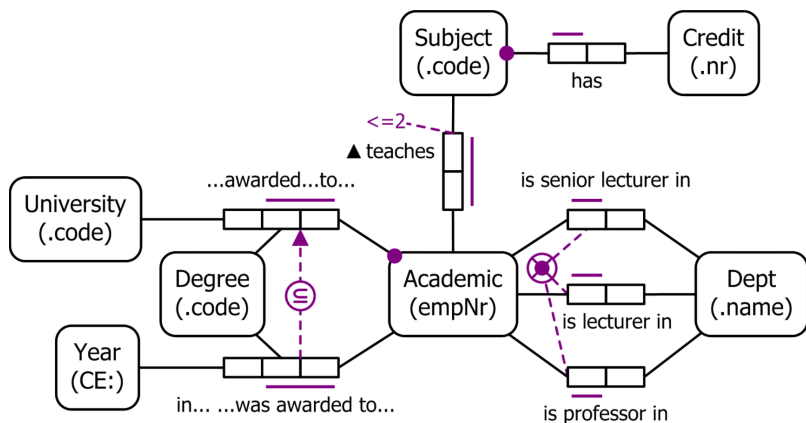 Subject
(.code)
Credit
(.nr)
has
<=2
▲ teaches
...awarded...to...
is senior lecturer in
University
(.code)
Degree
(.code)
⊆
Academic
(empNr)
Dept
(.name)
is lecturer in
Year
(CE:)
in... ...was awarded to...
is professor in